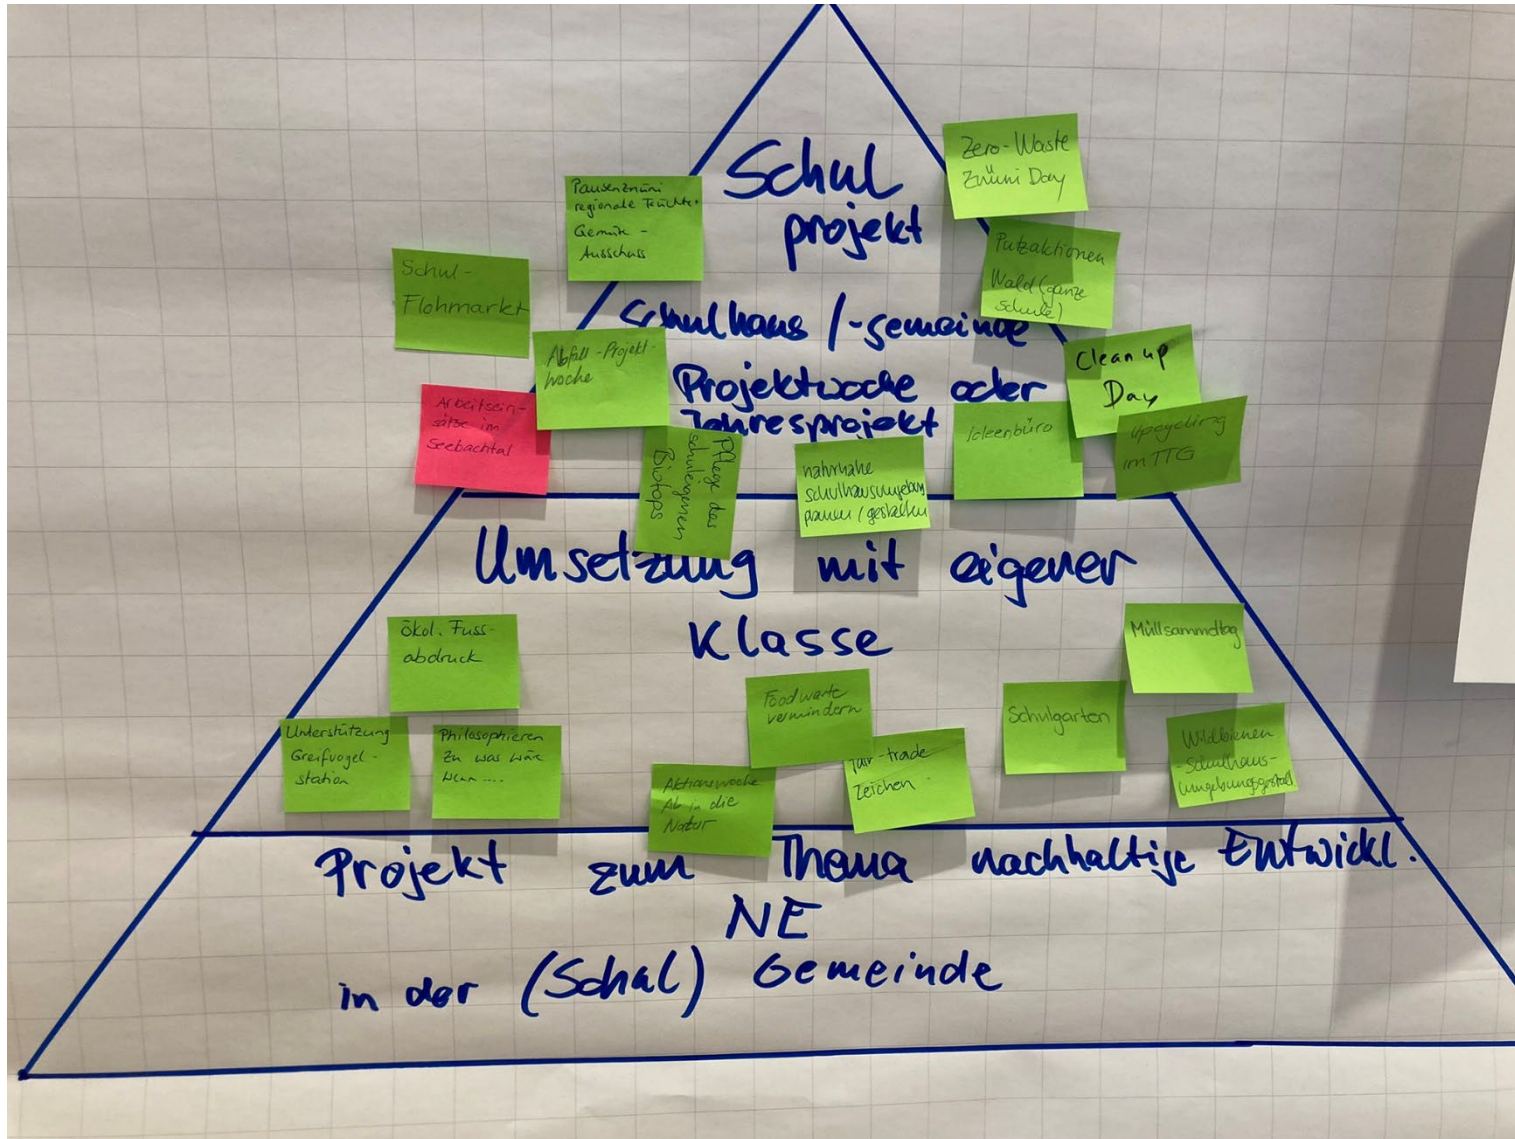 Schul
projekt
Zero-Waste
Znüni Day
Pausenznüni
regionale Früchte +
Gemüse -
Ausschuss
Putzaktionen
Wald (ganze
Schule)
Schul-
Flohmarkt
Schulhaus /-gemeinde
Abfall-Projekt-
woche
Clean up
Day
Projektwoche oder
Jahresprojekt
Arbeitsein-
sätze im
Seebachtal
Ideenbüro
Upcycling
im TTG
Pflege des
schuleigenen
Biotops
naturnahe
Schulhausumgebung
planen / gestalten
Umsetzung mit eigener
Klasse
ökol. Fuss-
abdruck
Müllsammeltag
Foodwaste
vermindern
Schulgarten
Unterstützung
Greifvogel-
station
Philosophieren
zu was wäre
wenn ....
Wildbienen
-Schulhaus-
umgebungsgestalt
Aktionswoche
Ab in die
Natur
Fair-trade
Zeichen
Projekt zum Thema nachhaltige Entwickl.
NE
in der (Schul) Gemeinde